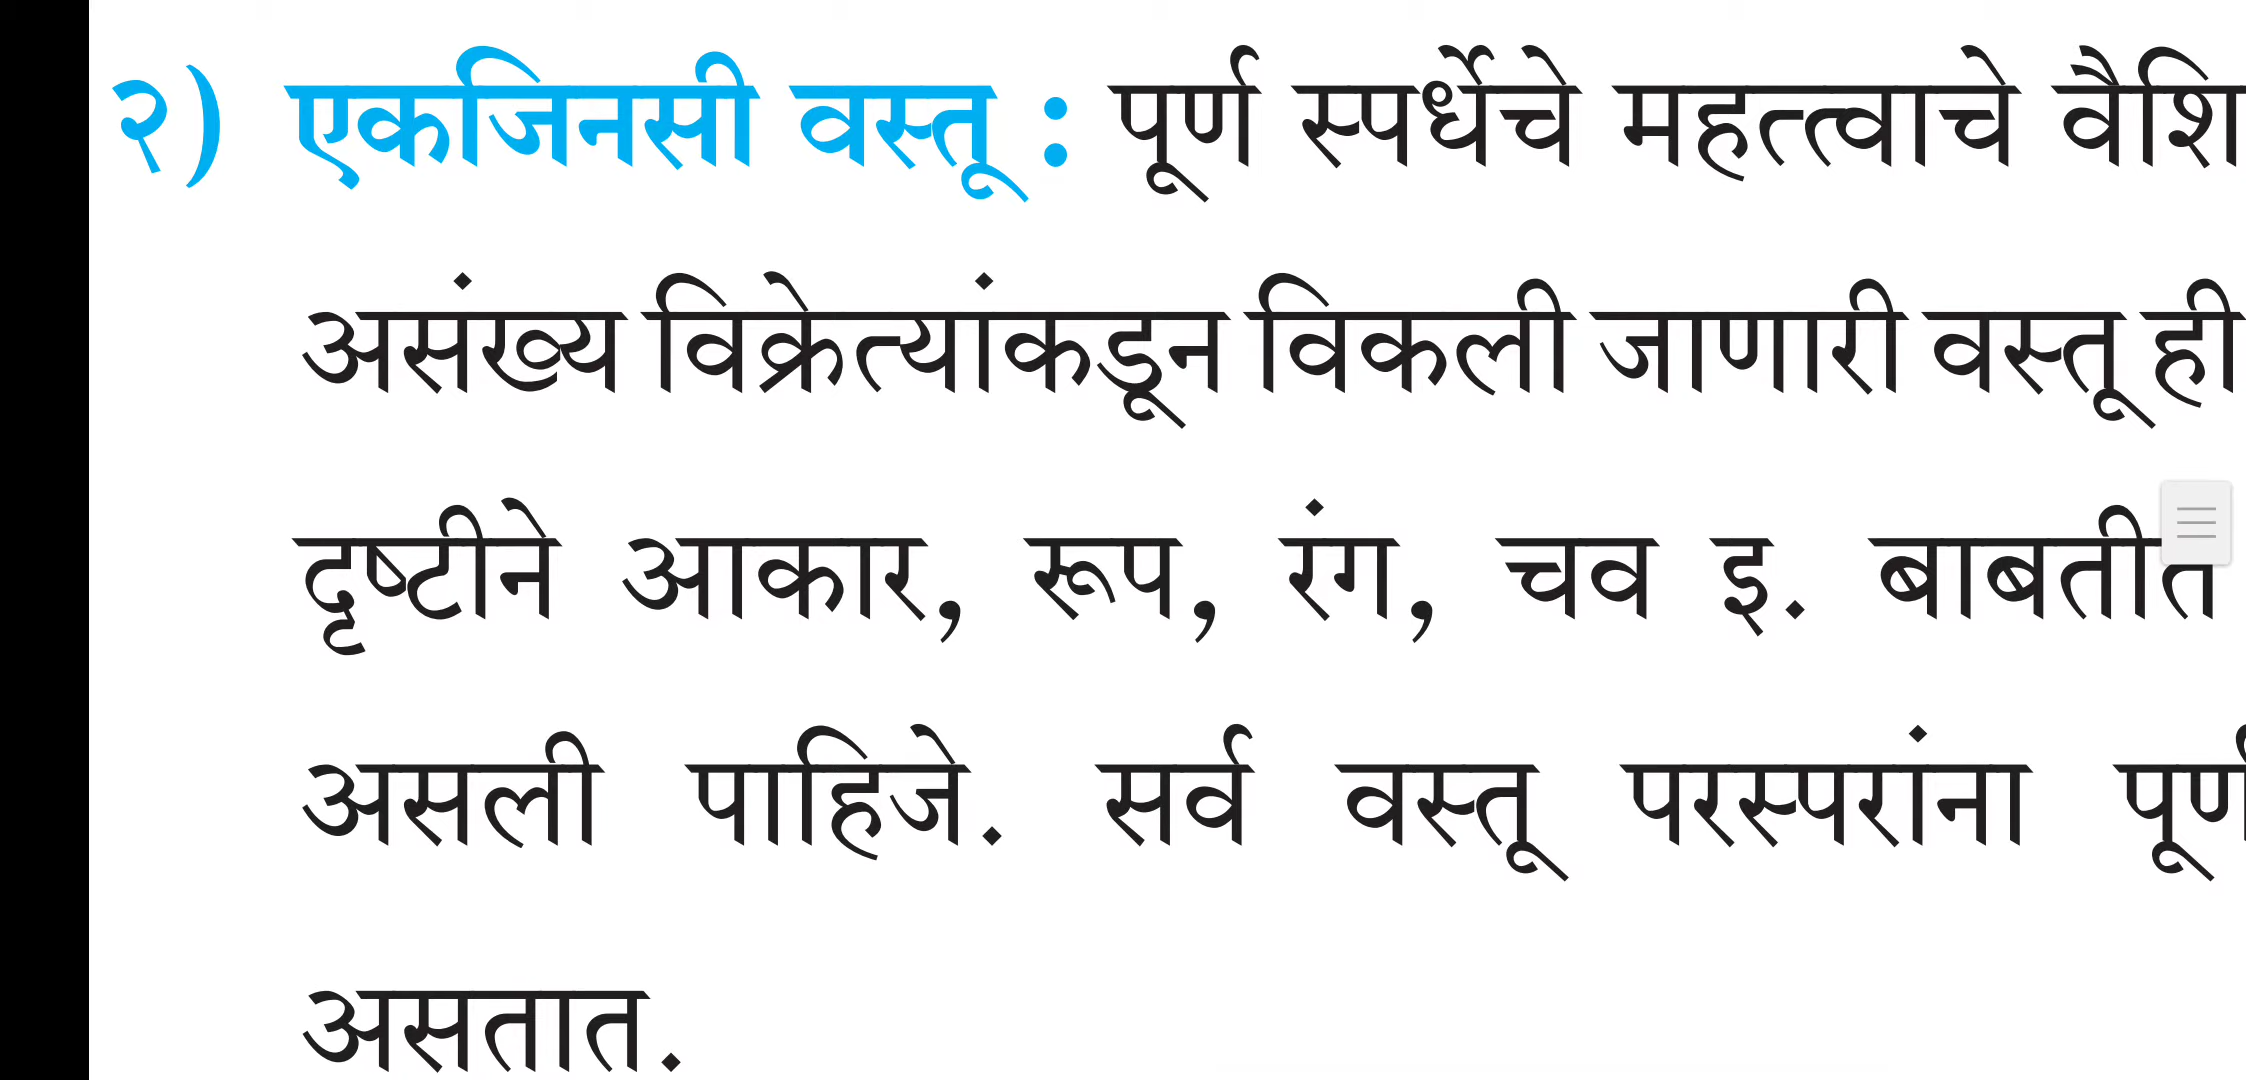 २) एकजिनसी वस्तू : पूर्ण स्पर्धेचे महत्त्वाचे
असंख्य विक्रेत्यांकडून विकली जाणारी वस्तू ही
दृष्टीने आकार, रूप, रंग, चव इ. बाबतीत
असली पाहिजे. सर्व वस्तू परस्परांना
असतात.